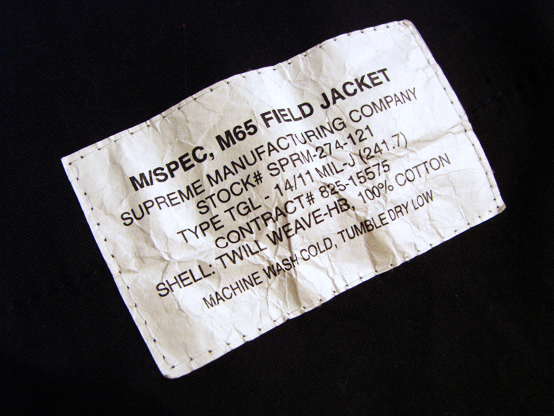 M/SPEC, M65 FIELD JACKET
SUPREME MANUFACTURING COMPANY
STOCK# SPRM-274-121
TYPE TGL - 14/11 MIL-J (241.7)
CONTRACT# 825-15575
SHELL: TWILL WEAVE-HB, 100% COTTON
MACHINE WASH COLD, TUMBLE DRY LOW